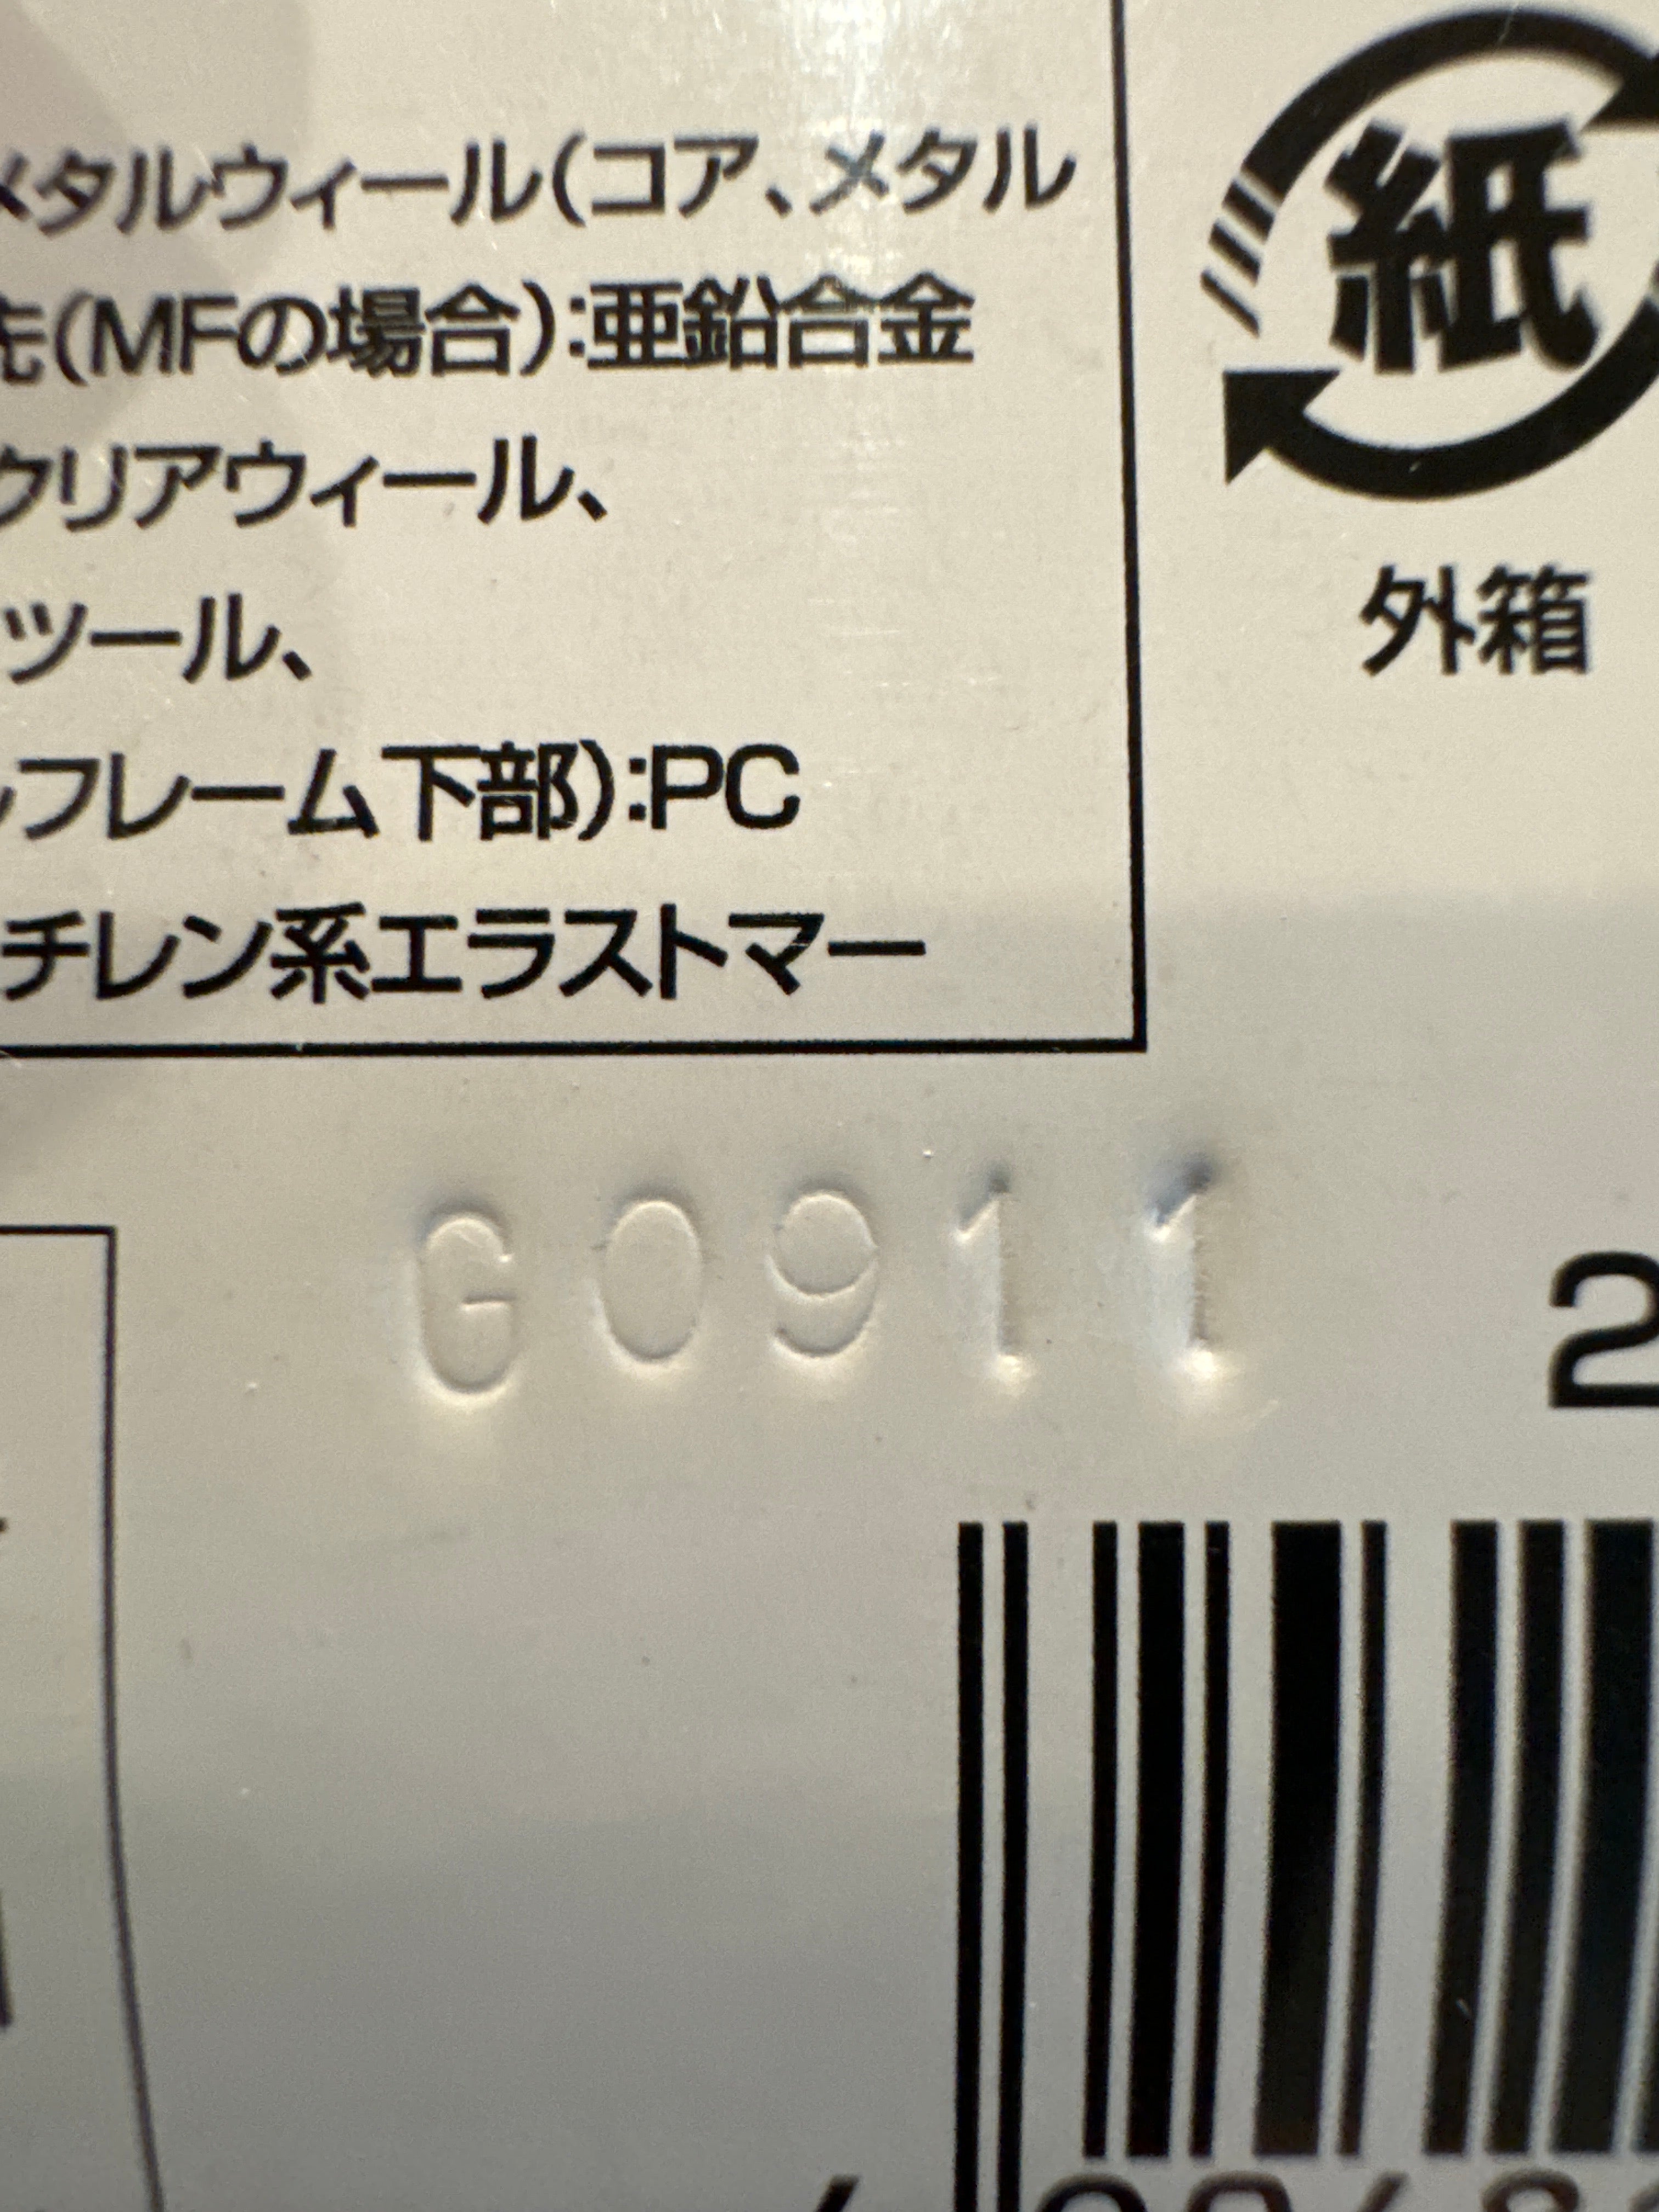 メタルウィール(コア、メタル
先(MFの場合):亜鉛合金
クリアウィール、
ツール、
フレーム下部):PC
チレン系エラストマー
紙
外箱
G0911
2